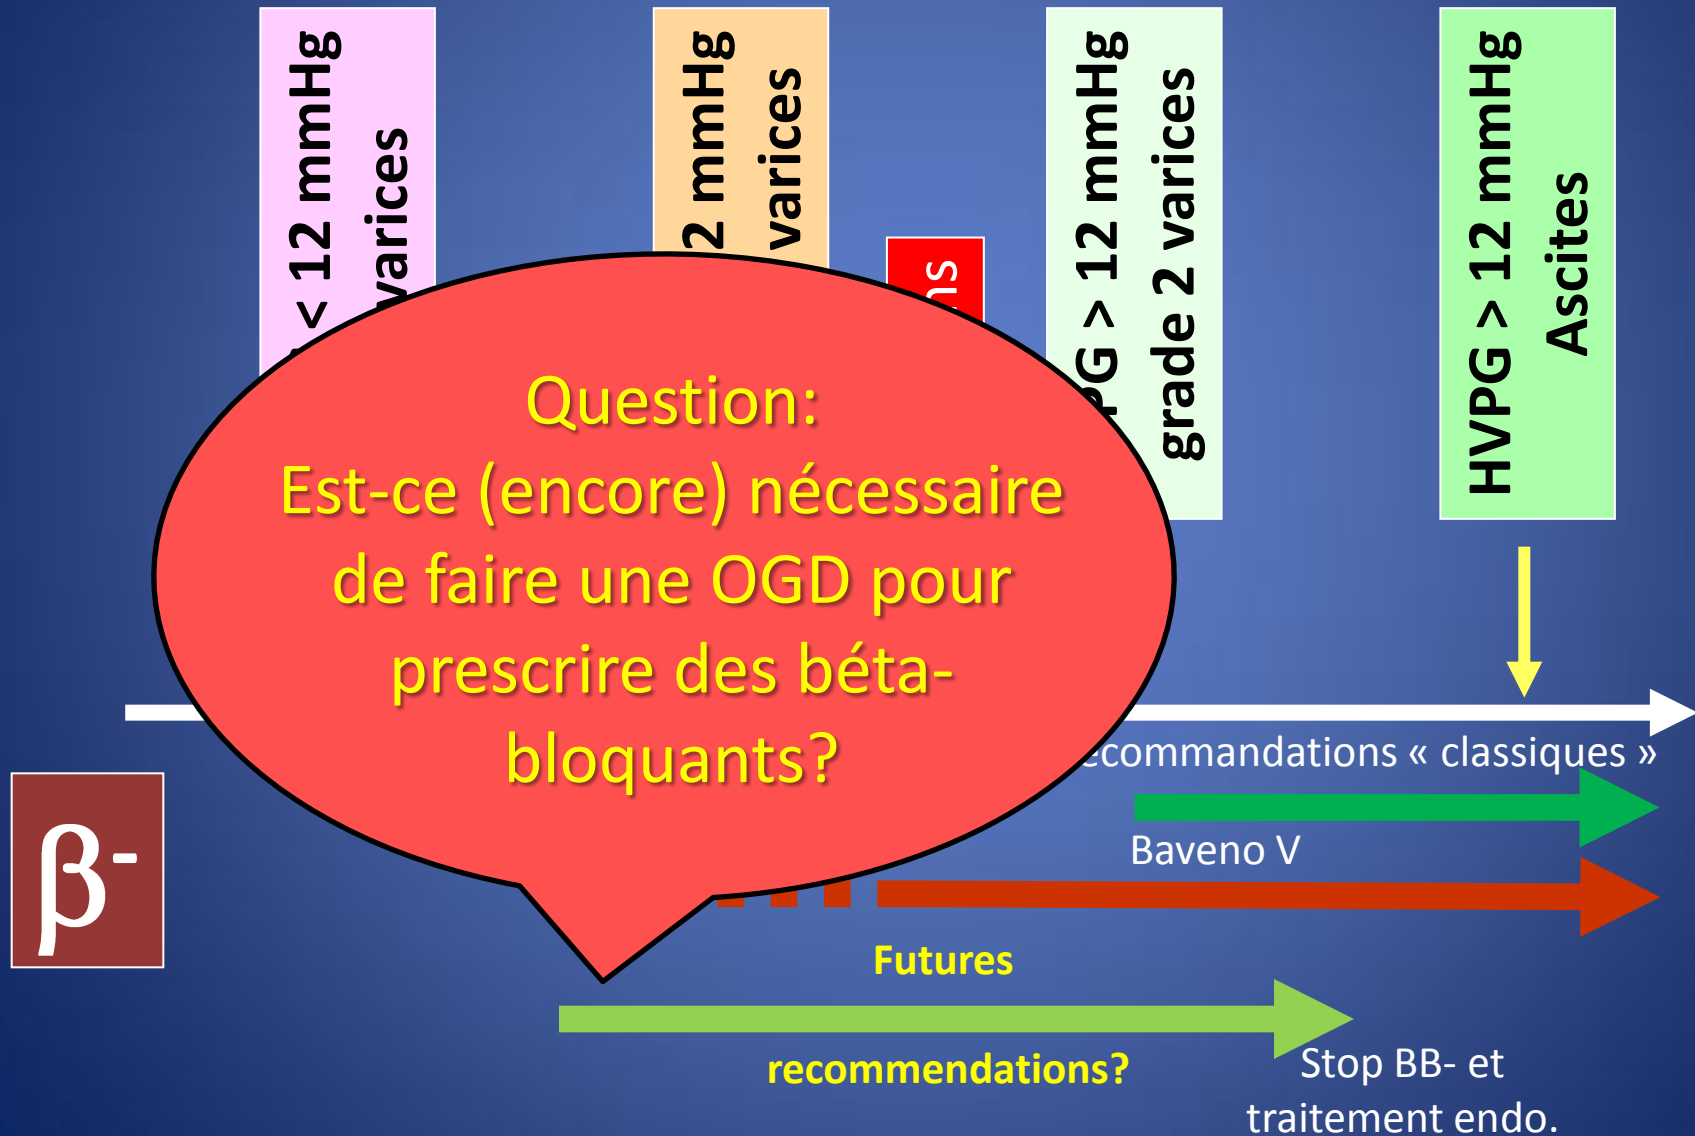 < 12 mmHg
varices
2 mmHg
varices
HVPG > 12 mmHg
Ascites
PG > 12 mmHg
grade 2 varices
Question:
Est-ce (encore) nécessaire
de faire une OGD pour
prescrire des béta-
bloquants?
ecommandations « classiques »
Baveno V
β-
Futures
recommendations?
Stop BB- et
traitement endo.